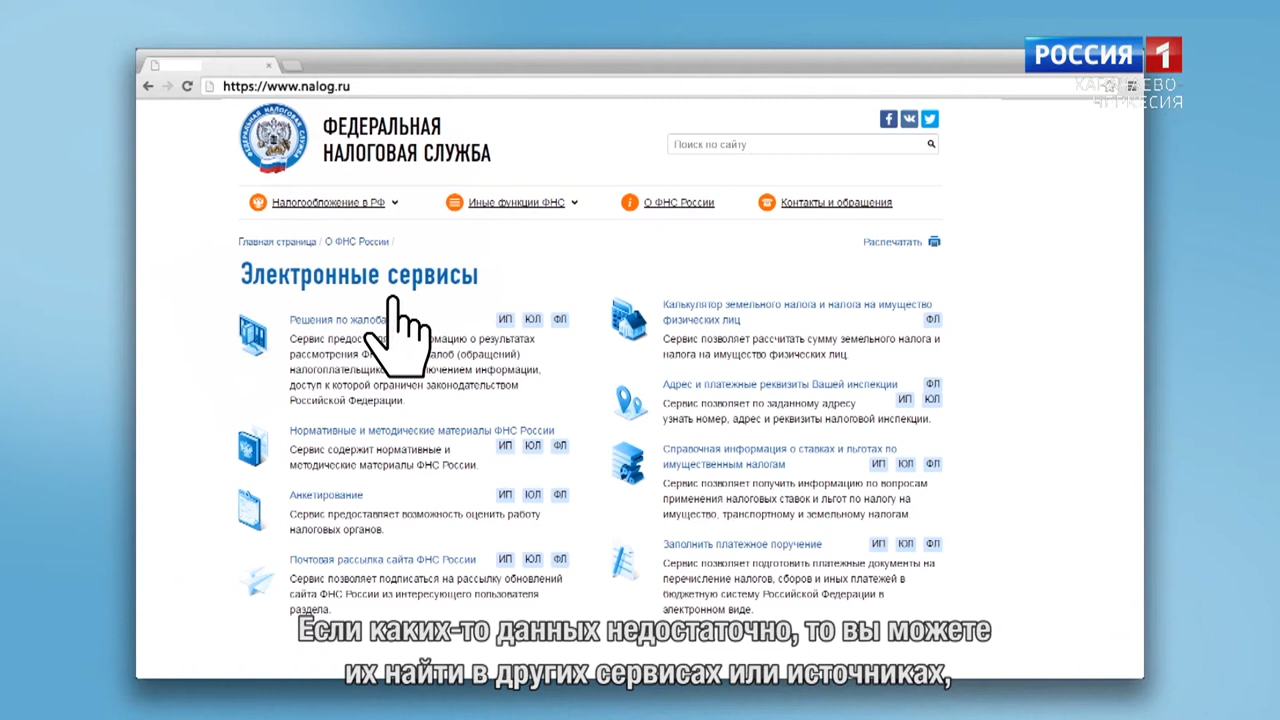 РОССИЯ 1
КАРАЧАЕВО-
ЧЕРКЕСИЯ
https://www.nalog.ru
ФЕДЕРАЛЬНАЯ
НАЛОГОВАЯ СЛУЖБА
Поиск по сайту
Налогообложение в РФ
Иные функции ФНС
О ФНС России
Контакты и обращения
Главная страница / О ФНС России /
Распечатать
Электронные сервисы
Решения по жалоба
ИП ЮЛ ФЛ
Сервис предос
мацию о результатах
рассмотрения
алоб (обращений)
налогоплательщико
лючением информации,
доступ к которой ограничен законодательством
Российской Федерации.
Нормативные и методические материалы ФНС России
ИП ЮЛ ФЛ
Сервис содержит нормативные и
методические материалы ФНС России.
Анкетирование
ИП ЮЛ ФЛ
Сервис предоставляет возможность оценить работу
налоговых органов.
Почтовая рассылка сайта ФНС России
ИП ЮЛ ФЛ
Сервис позволяет подписаться на рассылку обновлений
сайта ФНС России из интересующего пользователя
раздела.
Калькулятор земельного налога и налога на имущество
физических лиц
ФЛ
Сервис позволяет рассчитать сумму земельного налога и
налога на имущество физических лиц.
Адрес и платежные реквизиты Вашей инспекции
ФЛ
ИП ЮЛ
Сервис позволяет по заданному адресу
узнать номер, адрес и реквизиты налоговой инспекции.
Справочная информация о ставках и льготах по
имущественным налогам
ИП ЮЛ ФЛ
Сервис позволяет получить информацию по вопросам
применения налоговых ставок и льгот по налогу на
имущество, транспортному и земельному налогам
Заполнить платежное поручение
ИП ЮЛ ФЛ
Сервис позволяет подготовить платежные документы на
перечисление налогов, сборов и иных платежей в
бюджетную систему Российской Федерации в
электронном виде.
Если каких-то данных недостаточно, то вы можете
их найти в других сервисах или источниках,